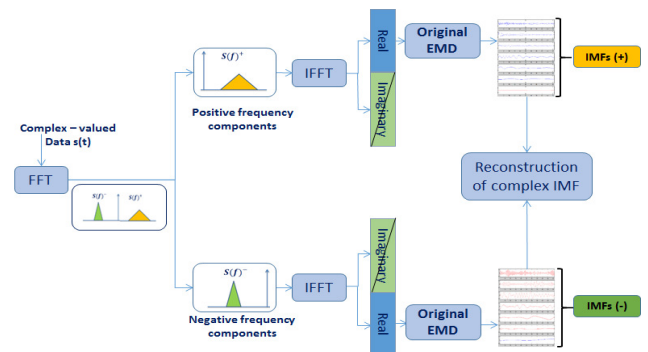 Complex – valued
Data s(t)
FFT
S(f)⁻
S(f)⁺
S(f)⁺
Positive frequency
components
IFFT
Real
Imaginary
Original
EMD
IMFs (+)
Reconstruction
of complex IMF
S(f)⁻
Negative frequency
components
IFFT
Imaginary
Real
Original
EMD
IMFs (-)